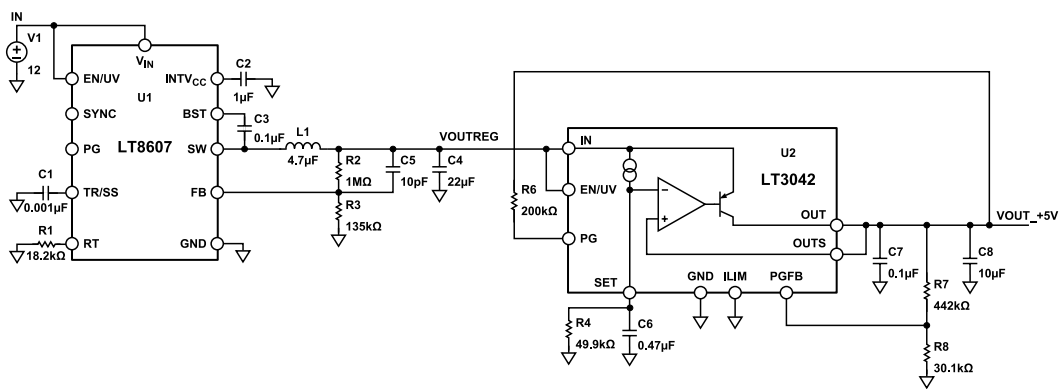 IN
V1
12
VIN
EN/UV
U1
INTVCC
C2
1µF
SYNC
BST
C3
0.1µF
LT8607
PG
SW
L1
4.7µF
VOUTREG
R2
1MΩ
C5
10pF
C4
22µF
C1
0.001µF
TR/SS
FB
R3
135kΩ
R1
18.2kΩ
RT
GND
R6
200kΩ
IN
U2
LT3042
EN/UV
PG
OUT
VOUT_+5V
OUTS
C7
0.1µF
C8
10µF
R7
442kΩ
SET
GND
ILIM
PGFB
R4
49.9kΩ
C6
0.47µF
R8
30.1kΩ